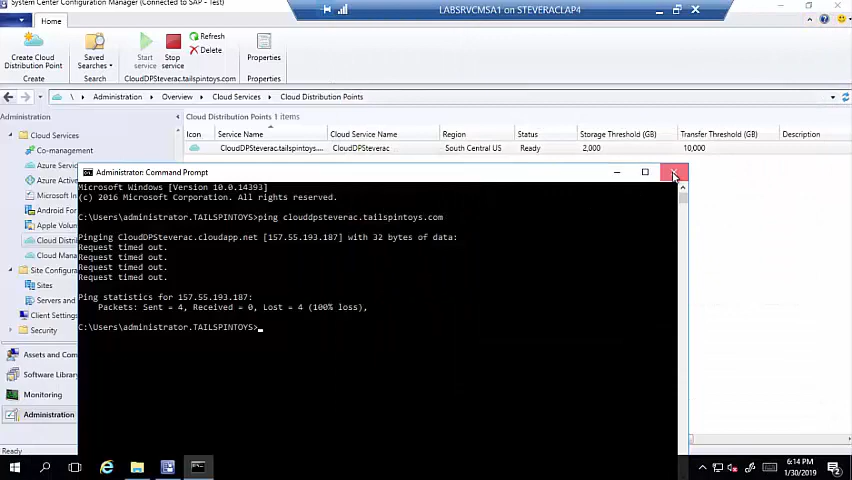 System Center Configuration Manager (Connected to SAP - Test)
LABSRVCMSA1 on STEVERACLAP4
Home
Create Cloud Distribution Point
Saved Searches
Start service
Stop service
Refresh
Delete
Properties
Create
Search
CloudDPSteverac.tailspintoys.com
Properties
\ Administration Overview Cloud Services Cloud Distribution Points
Administration
Cloud Distribution Points 1 items
Cloud Services
Icon Service Name Cloud Service Name Region Status Storage Threshold (GB) Transfer Threshold (GB) Description
Co-management
CloudDPSteverac.tailspintoys.... CloudDPSteverac South Central US Ready 2,000 10,000
Azure Servic
Azure Active
Microsoft In
Android For
Apple Volu
Cloud Distri
Cloud Mana
Site Configura
Sites
Servers and
Client Settings
Security
Assets and Com
Software Library
Monitoring
Administration
Ready
Administrator: Command Prompt
Microsoft Windows [Version 10.0.14393]
(c) 2016 Microsoft Corporation. All rights reserved.
C:\Users\administrator.TAILSPINTOYS>ping clouddpsteverac.tailspintoys.com
Pinging CloudDPSteverac.cloudapp.net [157.55.193.187] with 32 bytes of data:
Request timed out.
Request timed out.
Request timed out.
Request timed out.
Ping statistics for 157.55.193.187:
Packets: Sent = 4, Received = 0, Lost = 4 (100% loss),
C:\Users\administrator.TAILSPINTOYS>
6:14 PM
1/30/2019
2